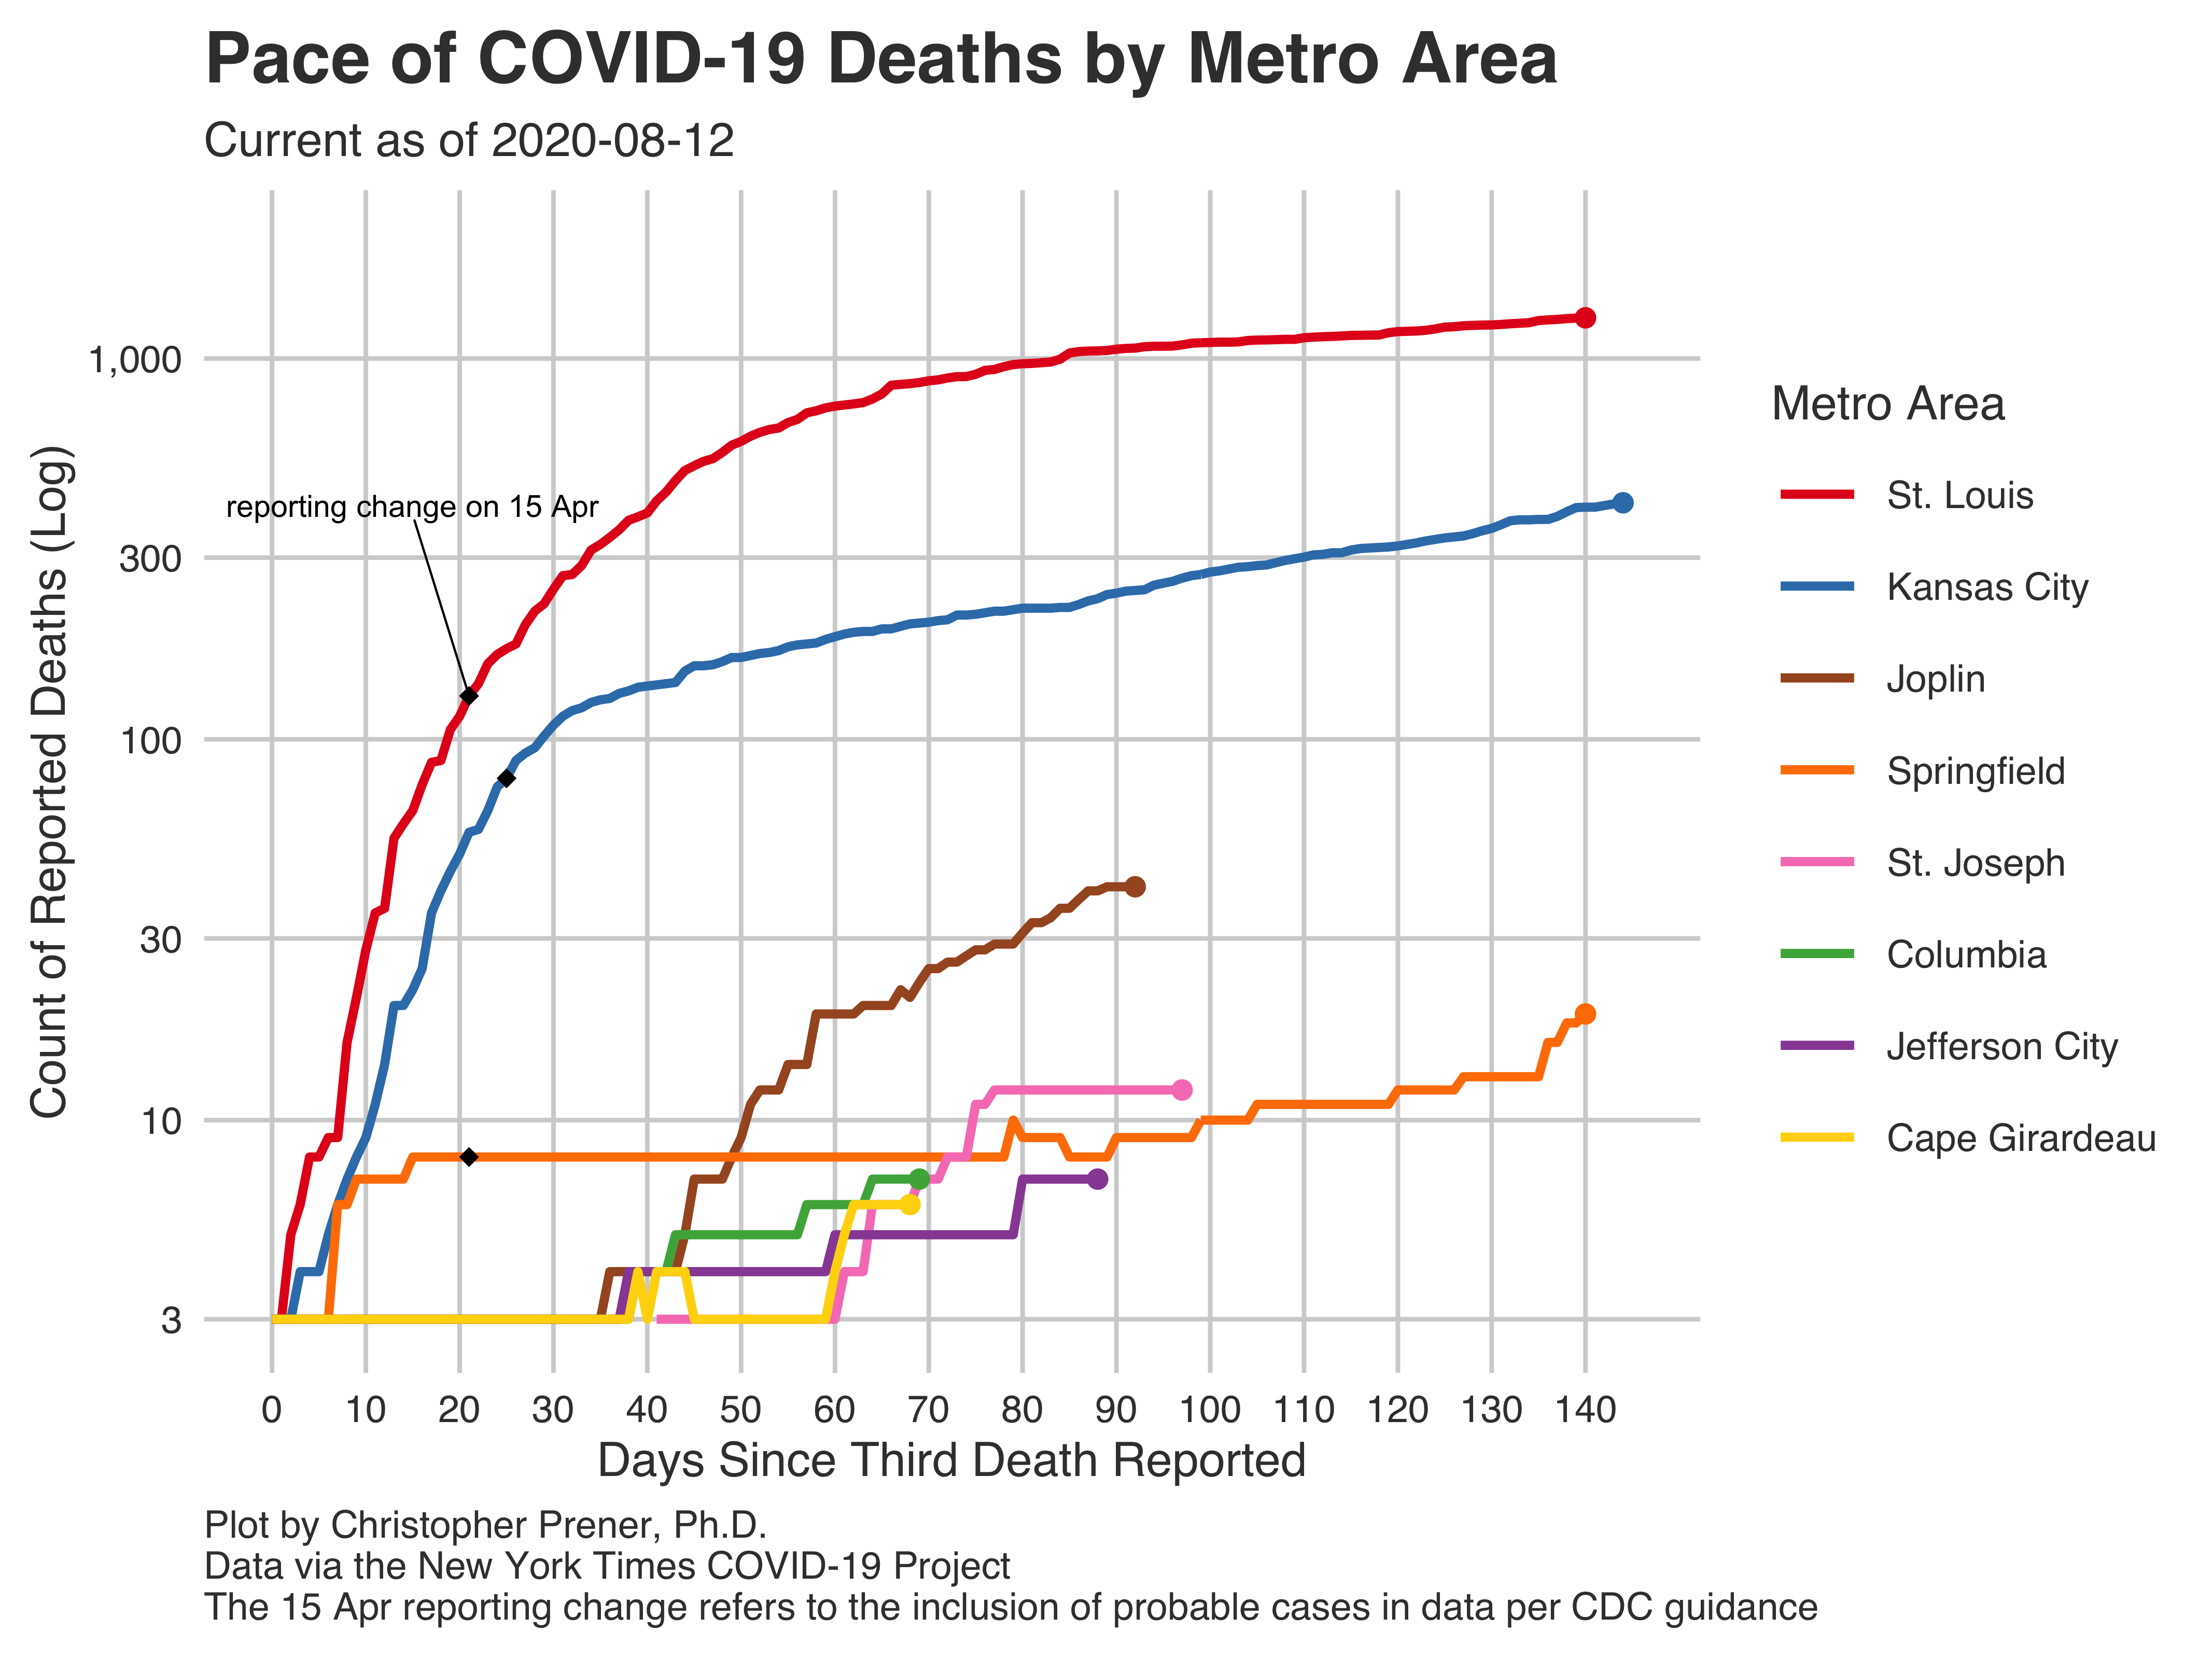 Pace of COVID-19 Deaths by Metro Area
Current as of 2020-08-12
Count of Reported Deaths (Log)
1,000
300
100
30
10
3
reporting change on 15 Apr
0 10 20 30 40 50 60 70 80 90 100 110 120 130 140
Days Since Third Death Reported
Metro Area
St. Louis
Kansas City
Joplin
Springfield
St. Joseph
Columbia
Jefferson City
Cape Girardeau
Plot by Christopher Prener, Ph.D.
Data via the New York Times COVID-19 Project
The 15 Apr reporting change refers to the inclusion of probable cases in data per CDC guidance